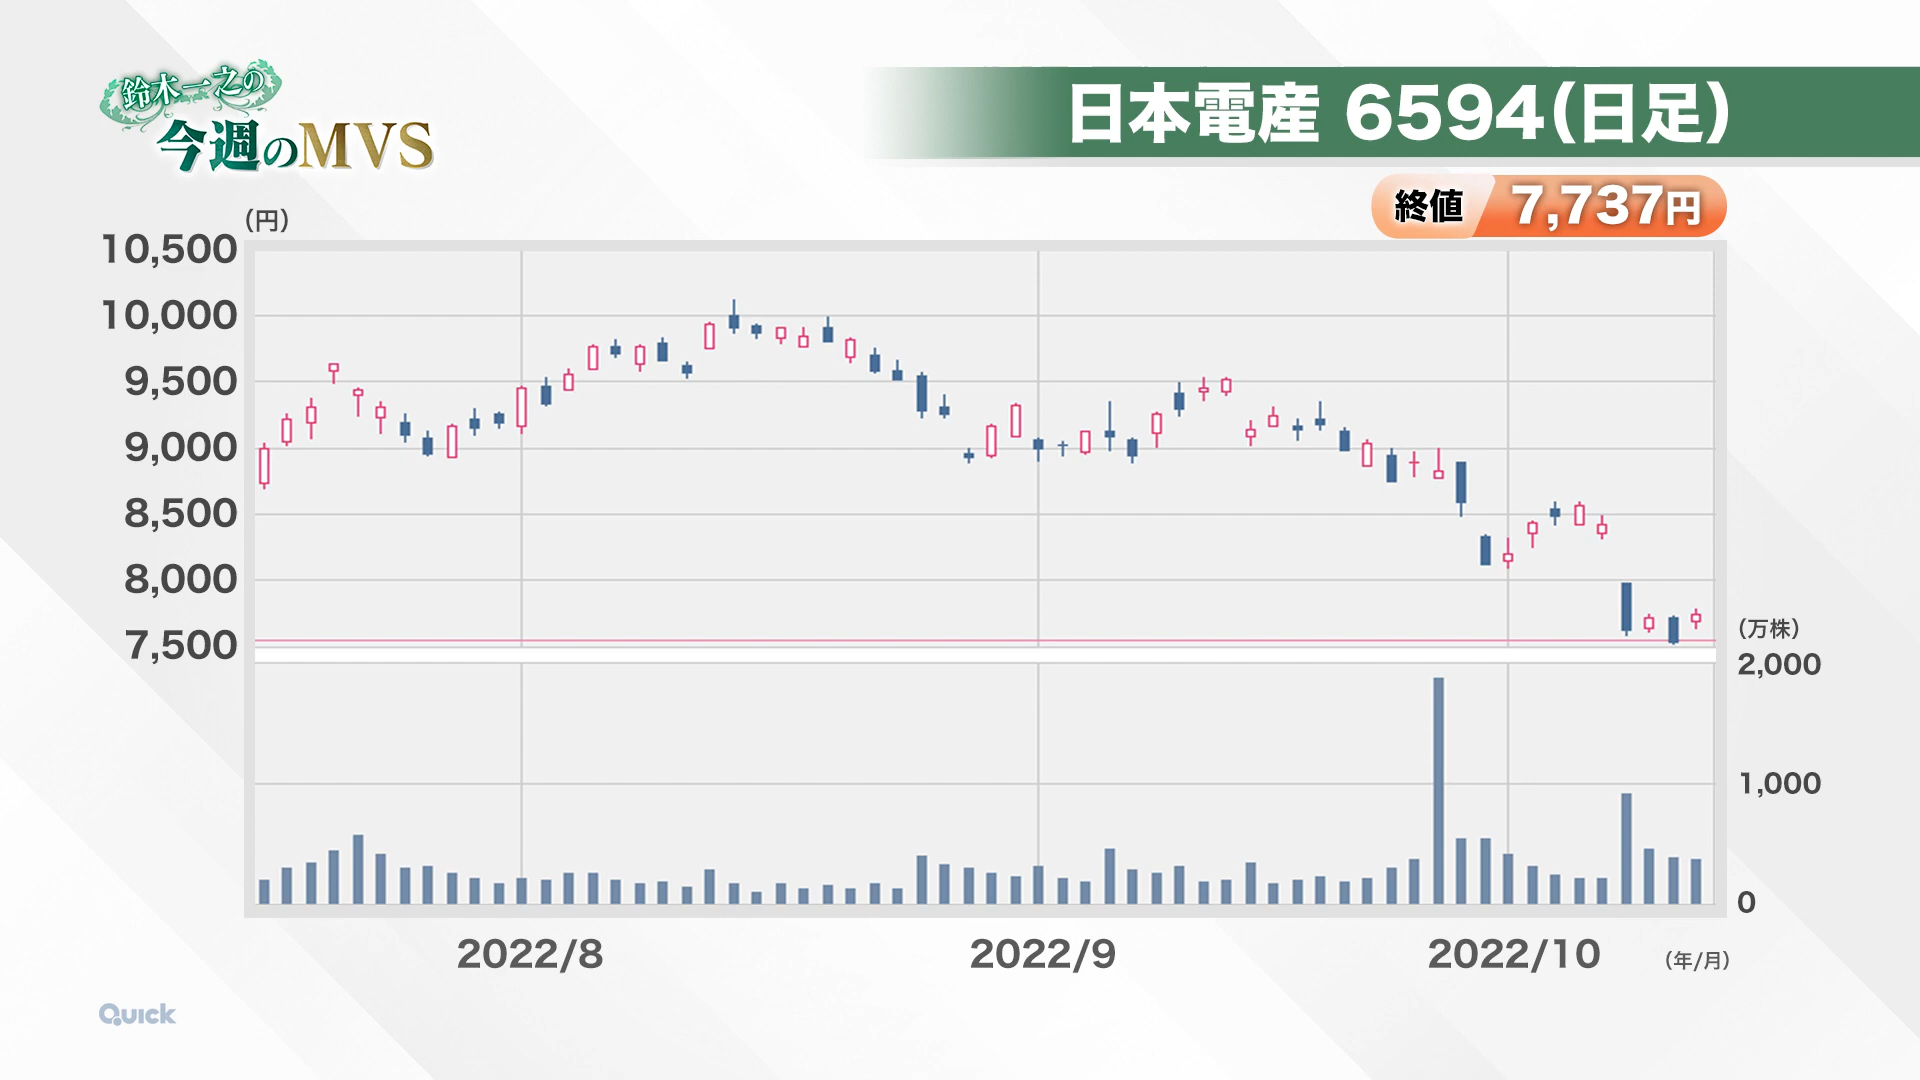 鈴木一之の
今週のMVS
日本電産 6594(日足)
終値 7,737円
(円)
10,500
10,000
9,500
9,000
8,500
8,000
7,500
(万株)
2,000
1,000
0
2022/8 2022/9 2022/10 (年/月)
Quick